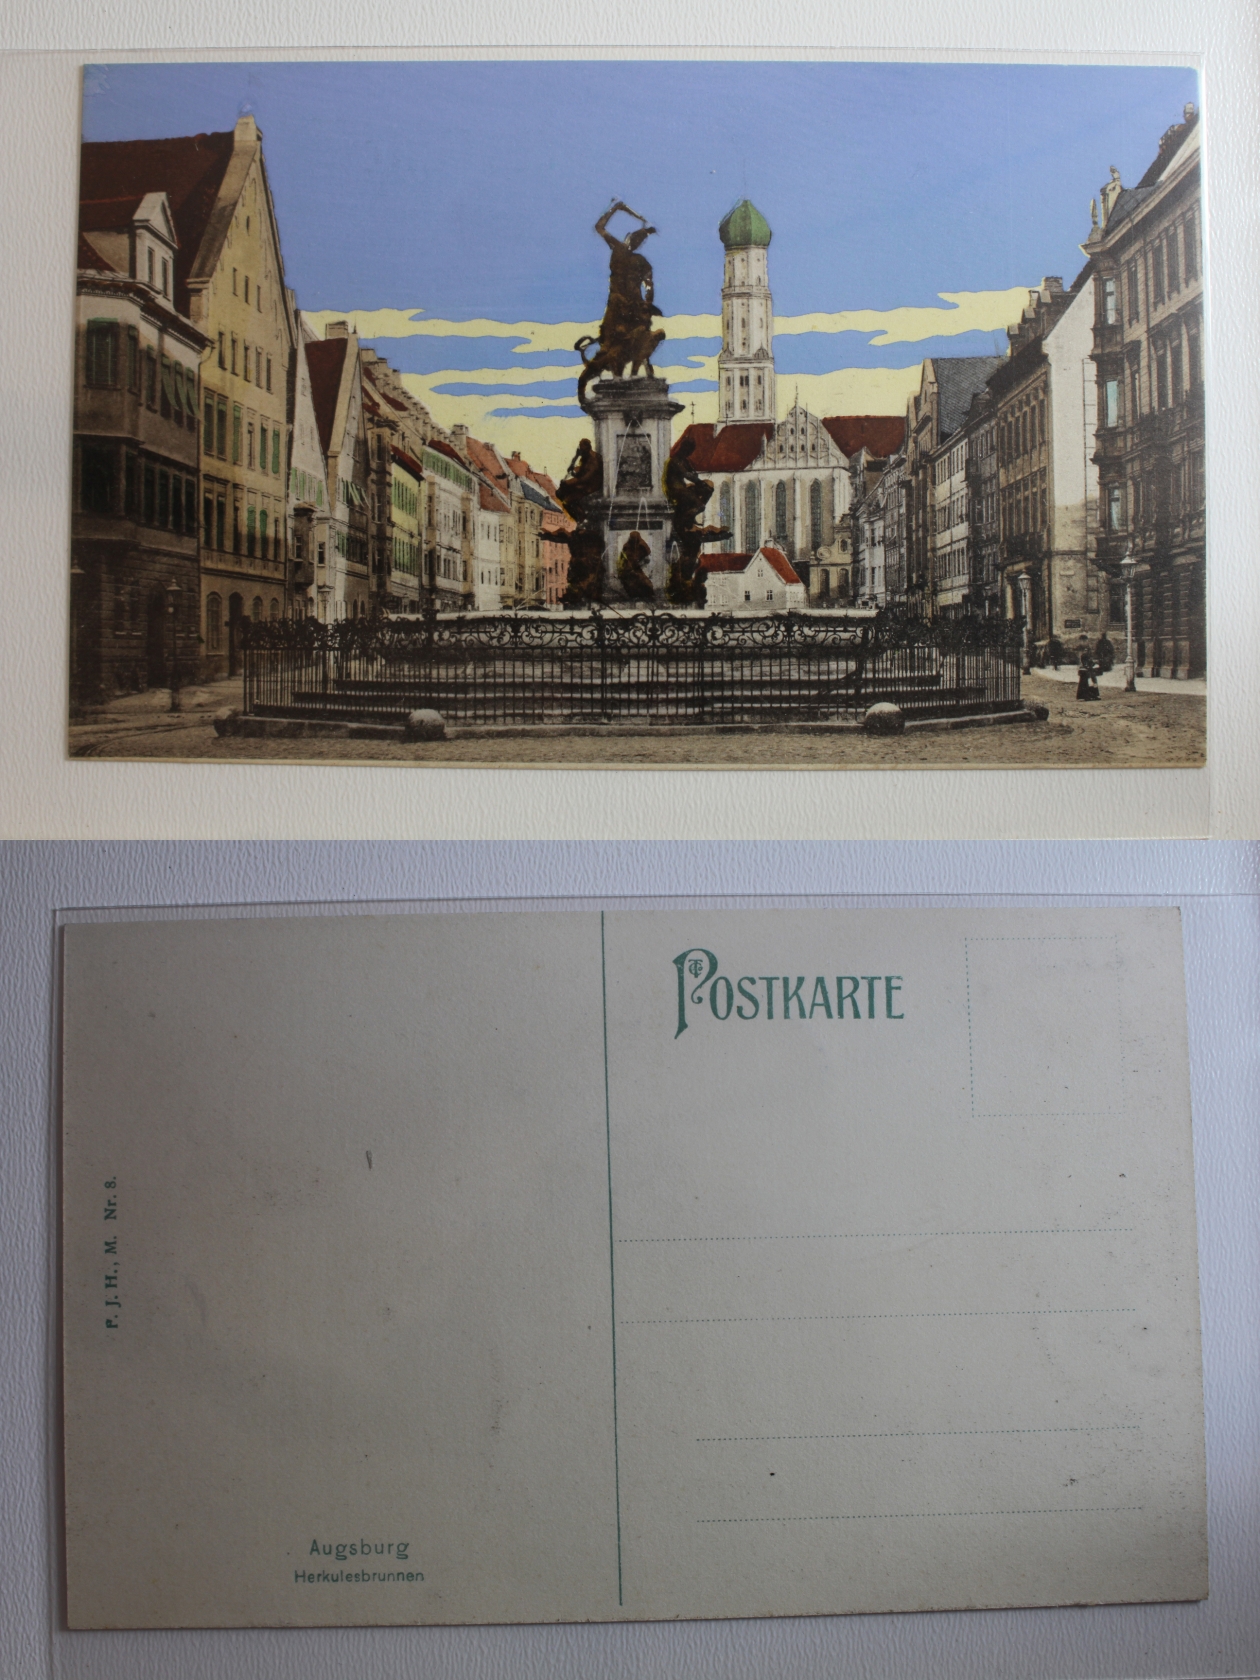 POSTKARTE
P. J. H., M. Nr. 8.
Augsburg
Herkulesbrunnen